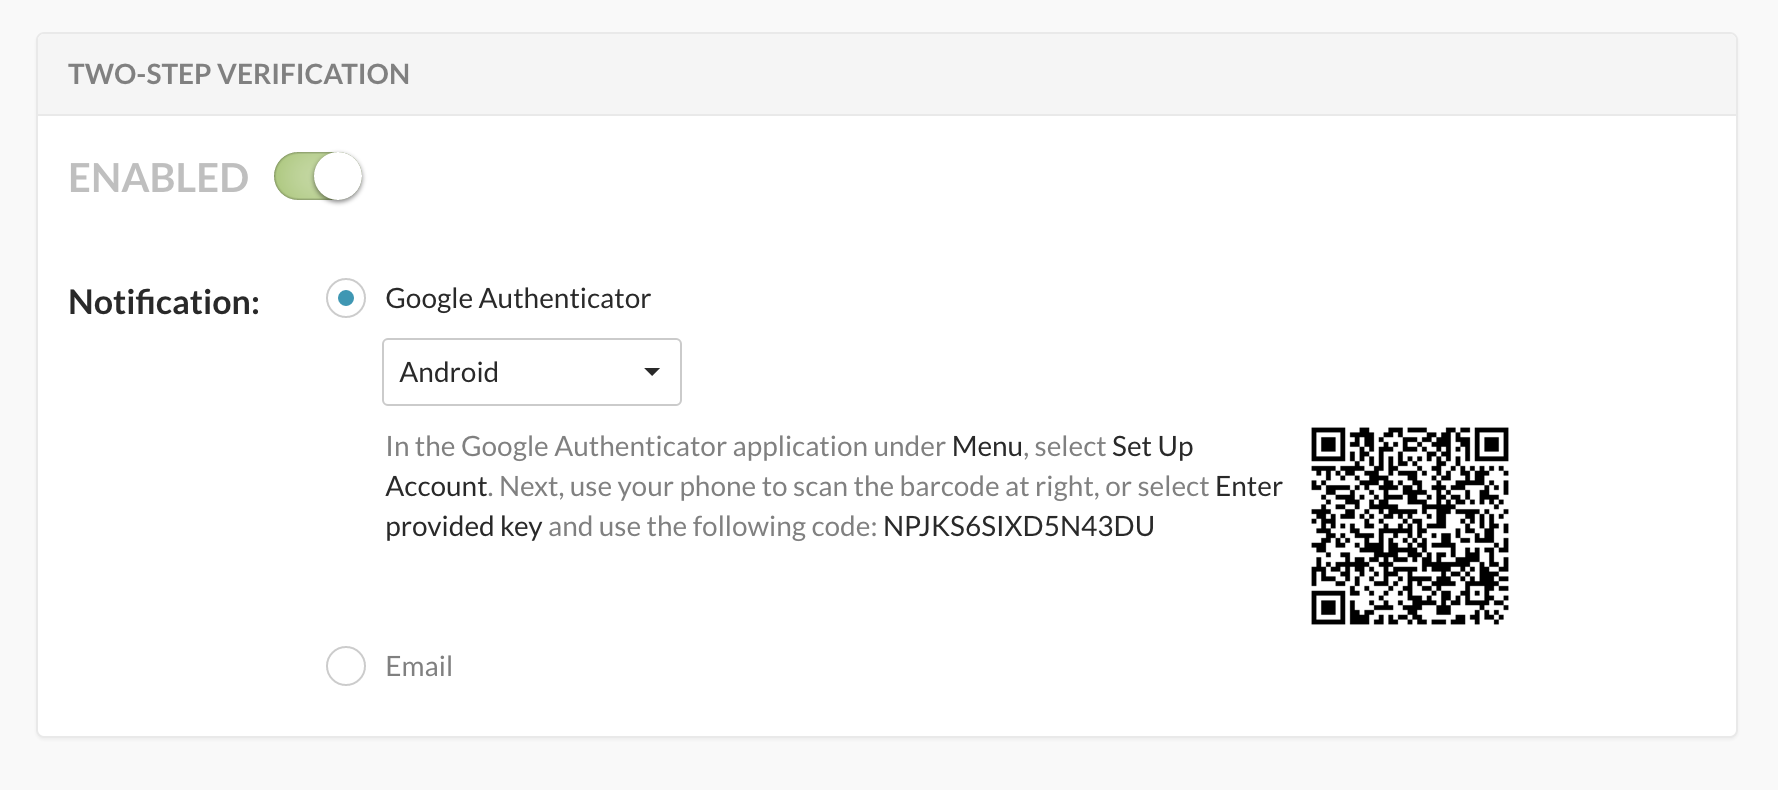 TWO-STEP VERIFICATION
ENABLED
Notification:
Google Authenticator
Android
In the Google Authenticator application under Menu, select Set Up
Account. Next, use your phone to scan the barcode at right, or select Enter
provided key and use the following code: NPJKS6SIXD5N43DU
Email